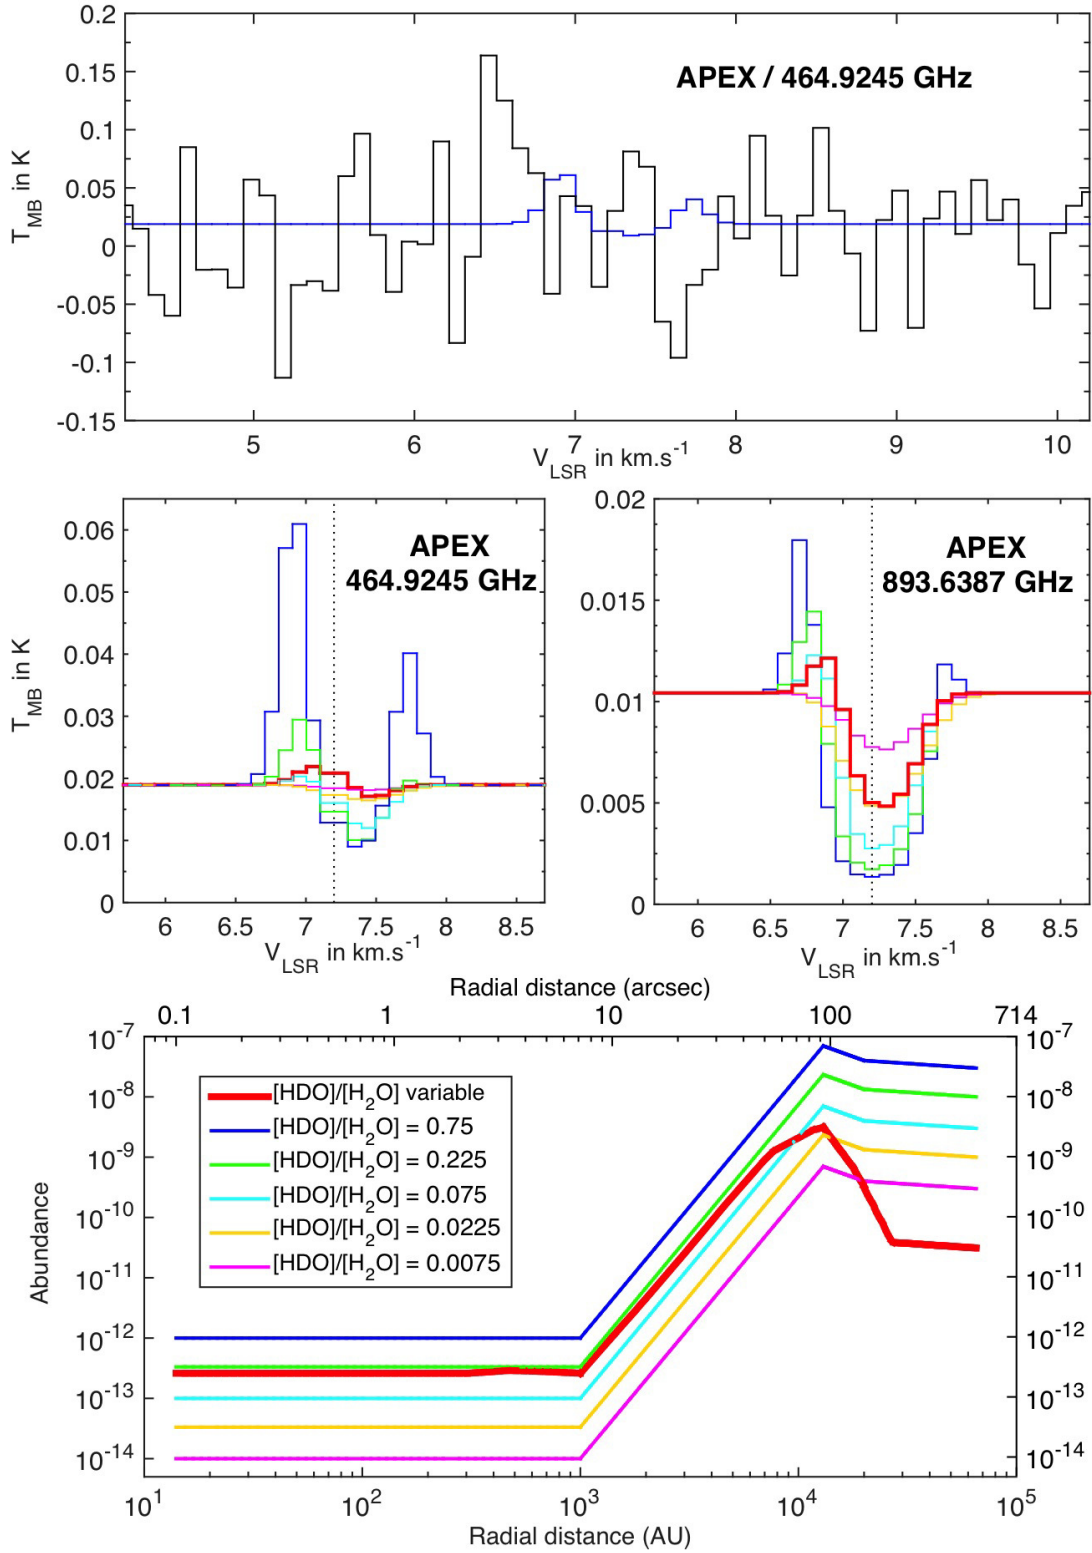 0.2
0.15
0.1
0.05
0
-0.05
-0.1
-0.15
T_MB in K
APEX / 464.9245 GHz
5 6 7 8 9 10
V_LSR in km.s^-1
0.06
0.05
0.04
0.03
0.02
0.01
0
T_MB in K
APEX
464.9245 GHz
6 6.5 7 7.5 8 8.5
V_LSR in km.s^-1
0.02
0.015
0.01
0.005
0
APEX
893.6387 GHz
6 6.5 7 7.5 8 8.5
V_LSR in km.s^-1
Radial distance (arcsec)
0.1 1 10 100 714
10^-7 10^-7
10^-8 10^-8
10^-9 10^-9
10^-10 10^-10
10^-11 10^-11
10^-12 10^-12
10^-13 10^-13
10^-14 10^-14
Abundance
[HDO]/[H_2O] variable
[HDO]/[H_2O] = 0.75
[HDO]/[H_2O] = 0.225
[HDO]/[H_2O] = 0.075
[HDO]/[H_2O] = 0.0225
[HDO]/[H_2O] = 0.0075
10^1 10^2 10^3 10^4 10^5
Radial distance (AU)